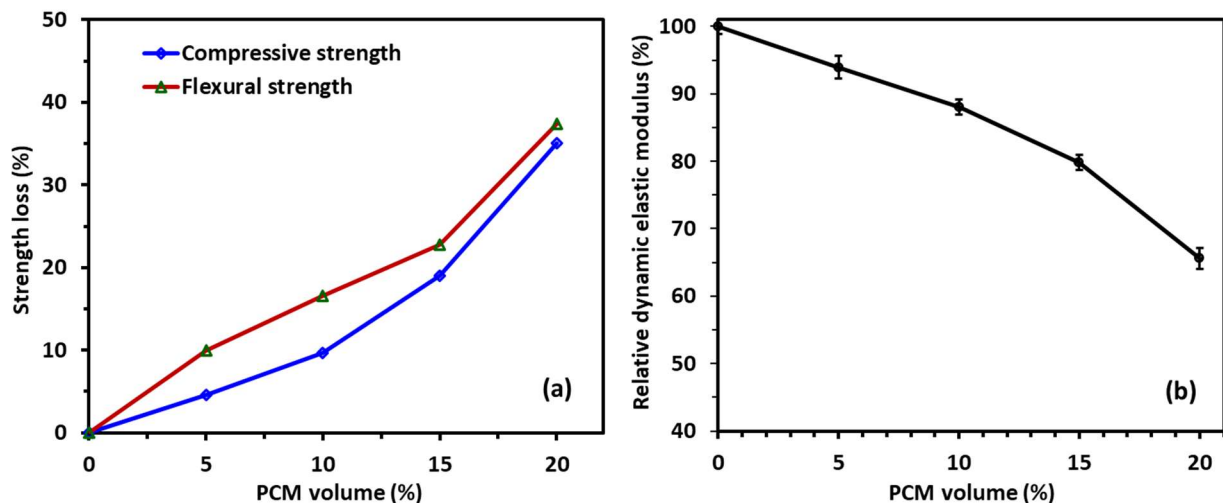 Strength loss (%)
50
40
30
20
10
0
Compressive strength
Flexural strength
(a)
0 5 10 15 20
PCM volume (%)
Relative dynamic elastic modulus (%)
100
90
80
70
60
50
40
(b)
0 5 10 15 20
PCM volume (%)